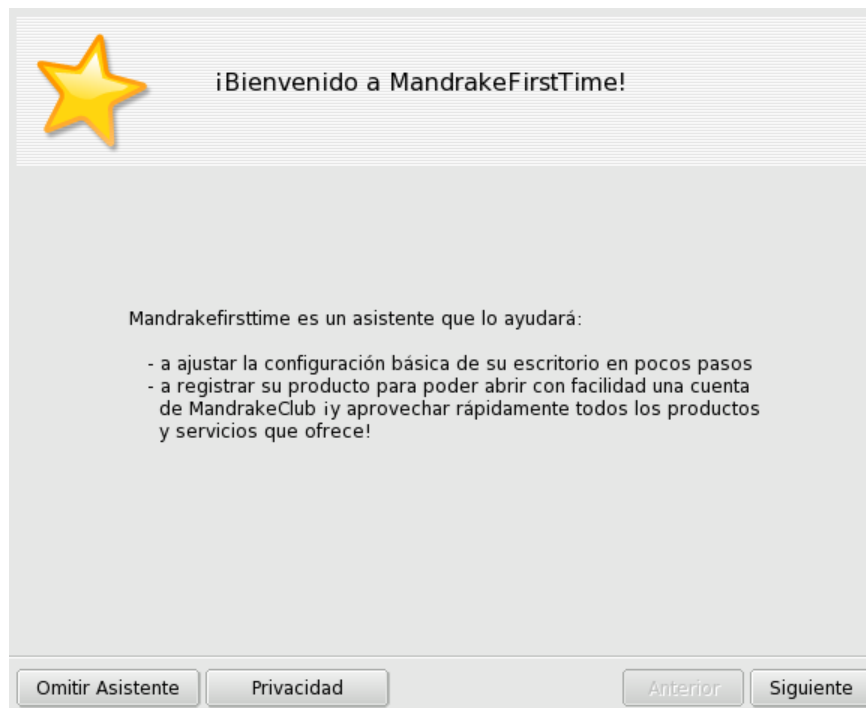 ¡Bienvenido a MandrakeFirstTime!
Mandrakefirsttime es un asistente que lo ayudará:
- a ajustar la configuración básica de su escritorio en pocos pasos
- a registrar su producto para poder abrir con facilidad una cuenta
de MandrakeClub ¡y aprovechar rápidamente todos los productos
y servicios que ofrece!
Omitir Asistente Privacidad Anterior Siguiente